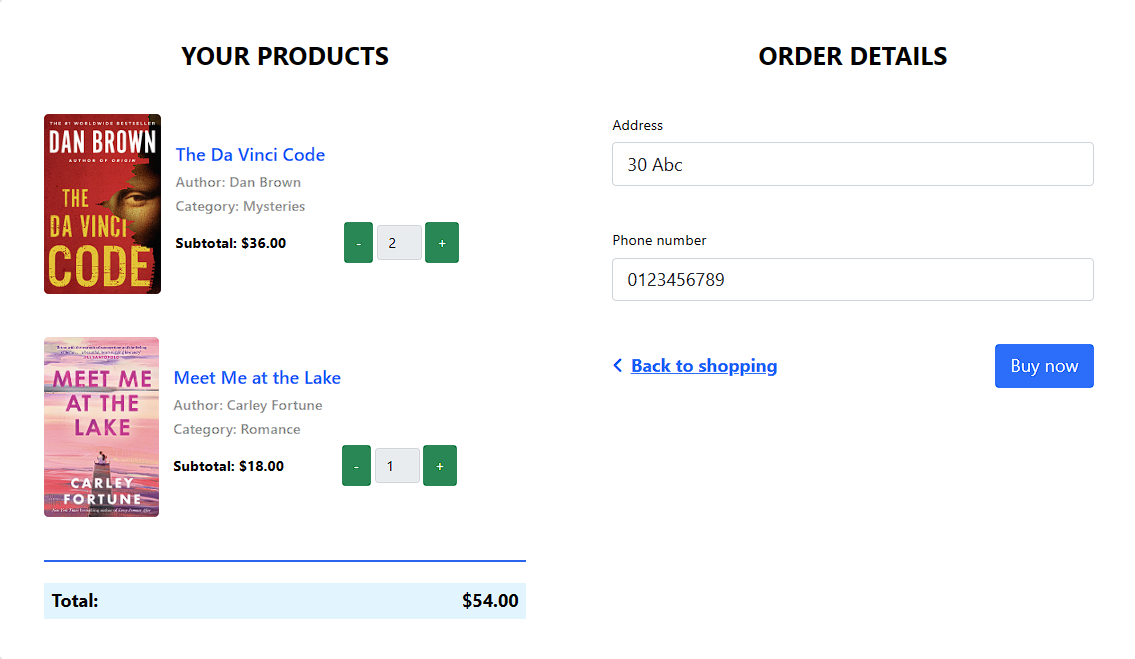 YOUR PRODUCTS
#1 WORLDWIDE BESTSELLER
DAN BROWN
AUTHOR OF ORIGIN
THE
DA VINCI
CODE
The Da Vinci Code
Author: Dan Brown
Category: Mysteries
Subtotal: $36.00
-
2
+
MEET ME
AT THE
LAKE
CARLEY
FORTUNE
Meet Me at the Lake
Author: Carley Fortune
Category: Romance
Subtotal: $18.00
-
1
+
Total:
$54.00
ORDER DETAILS
Address
30 Abc
Phone number
0123456789
Back to shopping
Buy now